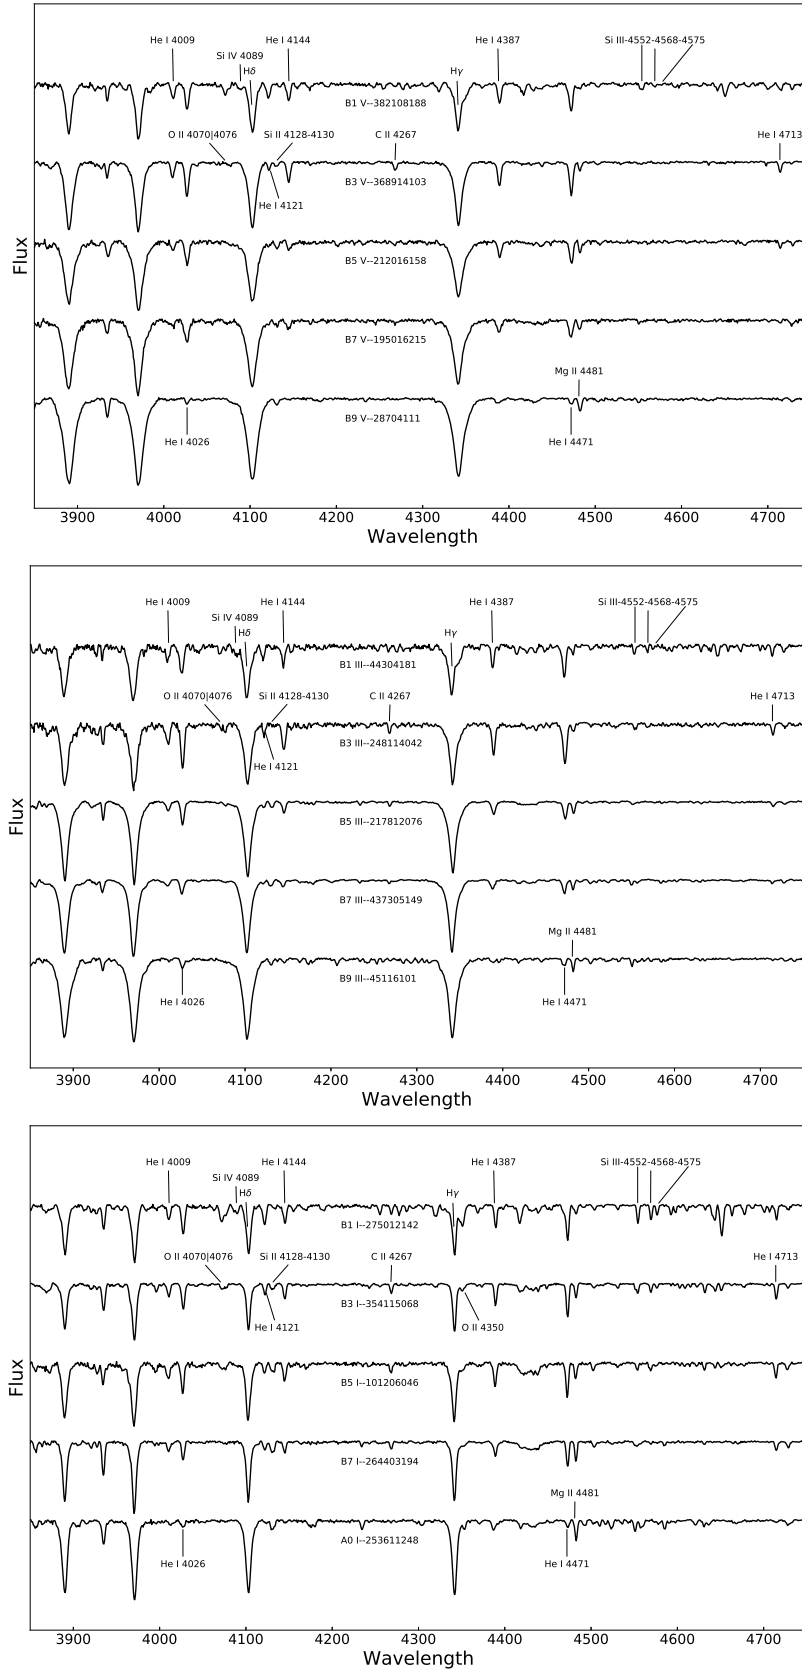 He I 4009 He I 4144 He I 4387 Si III-4552-4568-4575
Si IV 4089
Hδ Hγ
B1 V--382108188
O II 4070|4076 Si II 4128-4130 C II 4267 He I 4713
B3 V--368914103
He I 4121
B5 V--212016158
B7 V--195016215
Mg II 4481
B9 V--28704111
He I 4026 He I 4471
Flux
3900 4000 4100 4200 4300 4400 4500 4600 4700
Wavelength
He I 4009 He I 4144 He I 4387 Si III-4552-4568-4575
Si IV 4089
Hδ Hγ
B1 III--44304181
O II 4070|4076 Si II 4128-4130 C II 4267 He I 4713
B3 III--248114042
He I 4121
B5 III--217812076
B7 III--437305149
Mg II 4481
B9 III--45116101
He I 4026 He I 4471
Flux
3900 4000 4100 4200 4300 4400 4500 4600 4700
Wavelength
He I 4009 He I 4144 He I 4387 Si III-4552-4568-4575
Si IV 4089
Hδ Hγ
B1 I--275012142
O II 4070|4076 Si II 4128-4130 C II 4267 He I 4713
B3 I--354115068
He I 4121 O II 4350
B5 I--101206046
B7 I--264403194
Mg II 4481
A0 I--253611248
He I 4026 He I 4471
Flux
3900 4000 4100 4200 4300 4400 4500 4600 4700
Wavelength